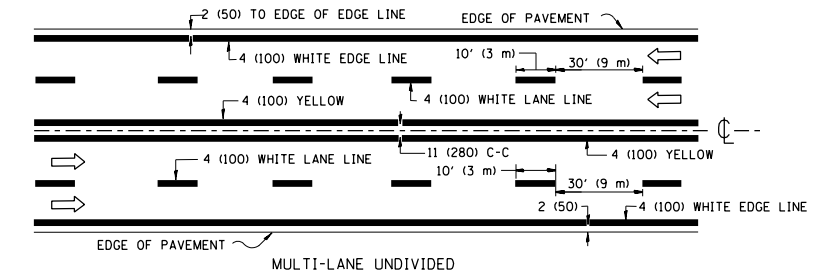 2 (50) TO EDGE OF EDGE LINE
EDGE OF PAVEMENT
4 (100) WHITE EDGE LINE
10' (3 m)
30' (9 m)
4 (100) YELLOW
4 (100) WHITE LANE LINE
℄
4 (100) WHITE LANE LINE
11 (280) C-C
4 (100) YELLOW
10' (3 m)
30' (9 m)
2 (50)
4 (100) WHITE EDGE LINE
EDGE OF PAVEMENT
MULTI-LANE UNDIVIDED